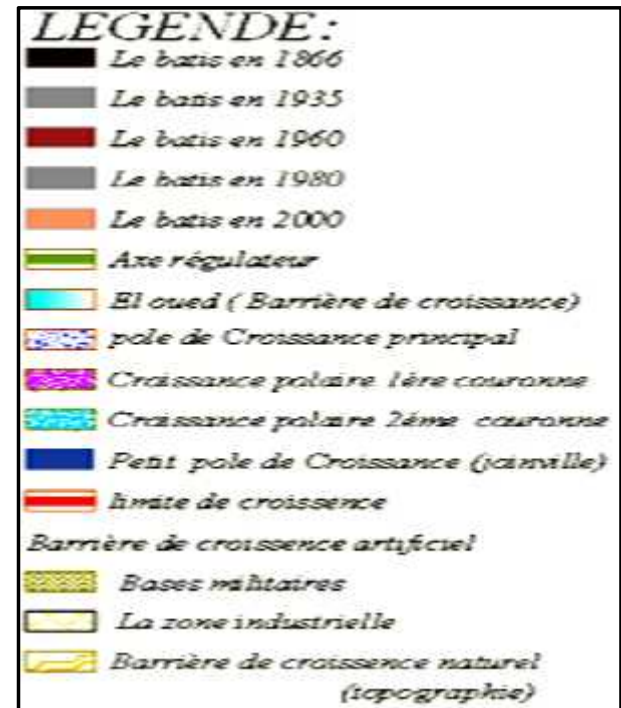 LEGENDE:
Le batis en 1866
Le batis en 1935
Le batis en 1960
Le batis en 1980
Le batis en 2000
Axe régulateur
El oued ( Barrière de croissance)
pole de Croissance principal
Croissance polaire 1ère couronne
Croissance polaire 2éme couronne
Petit pole de Croissance (joinville)
limite de croissence
Barrière de croissence artificiel
Bases militaires
La zone industrielle
Barrière de croissence naturel
(topographie)